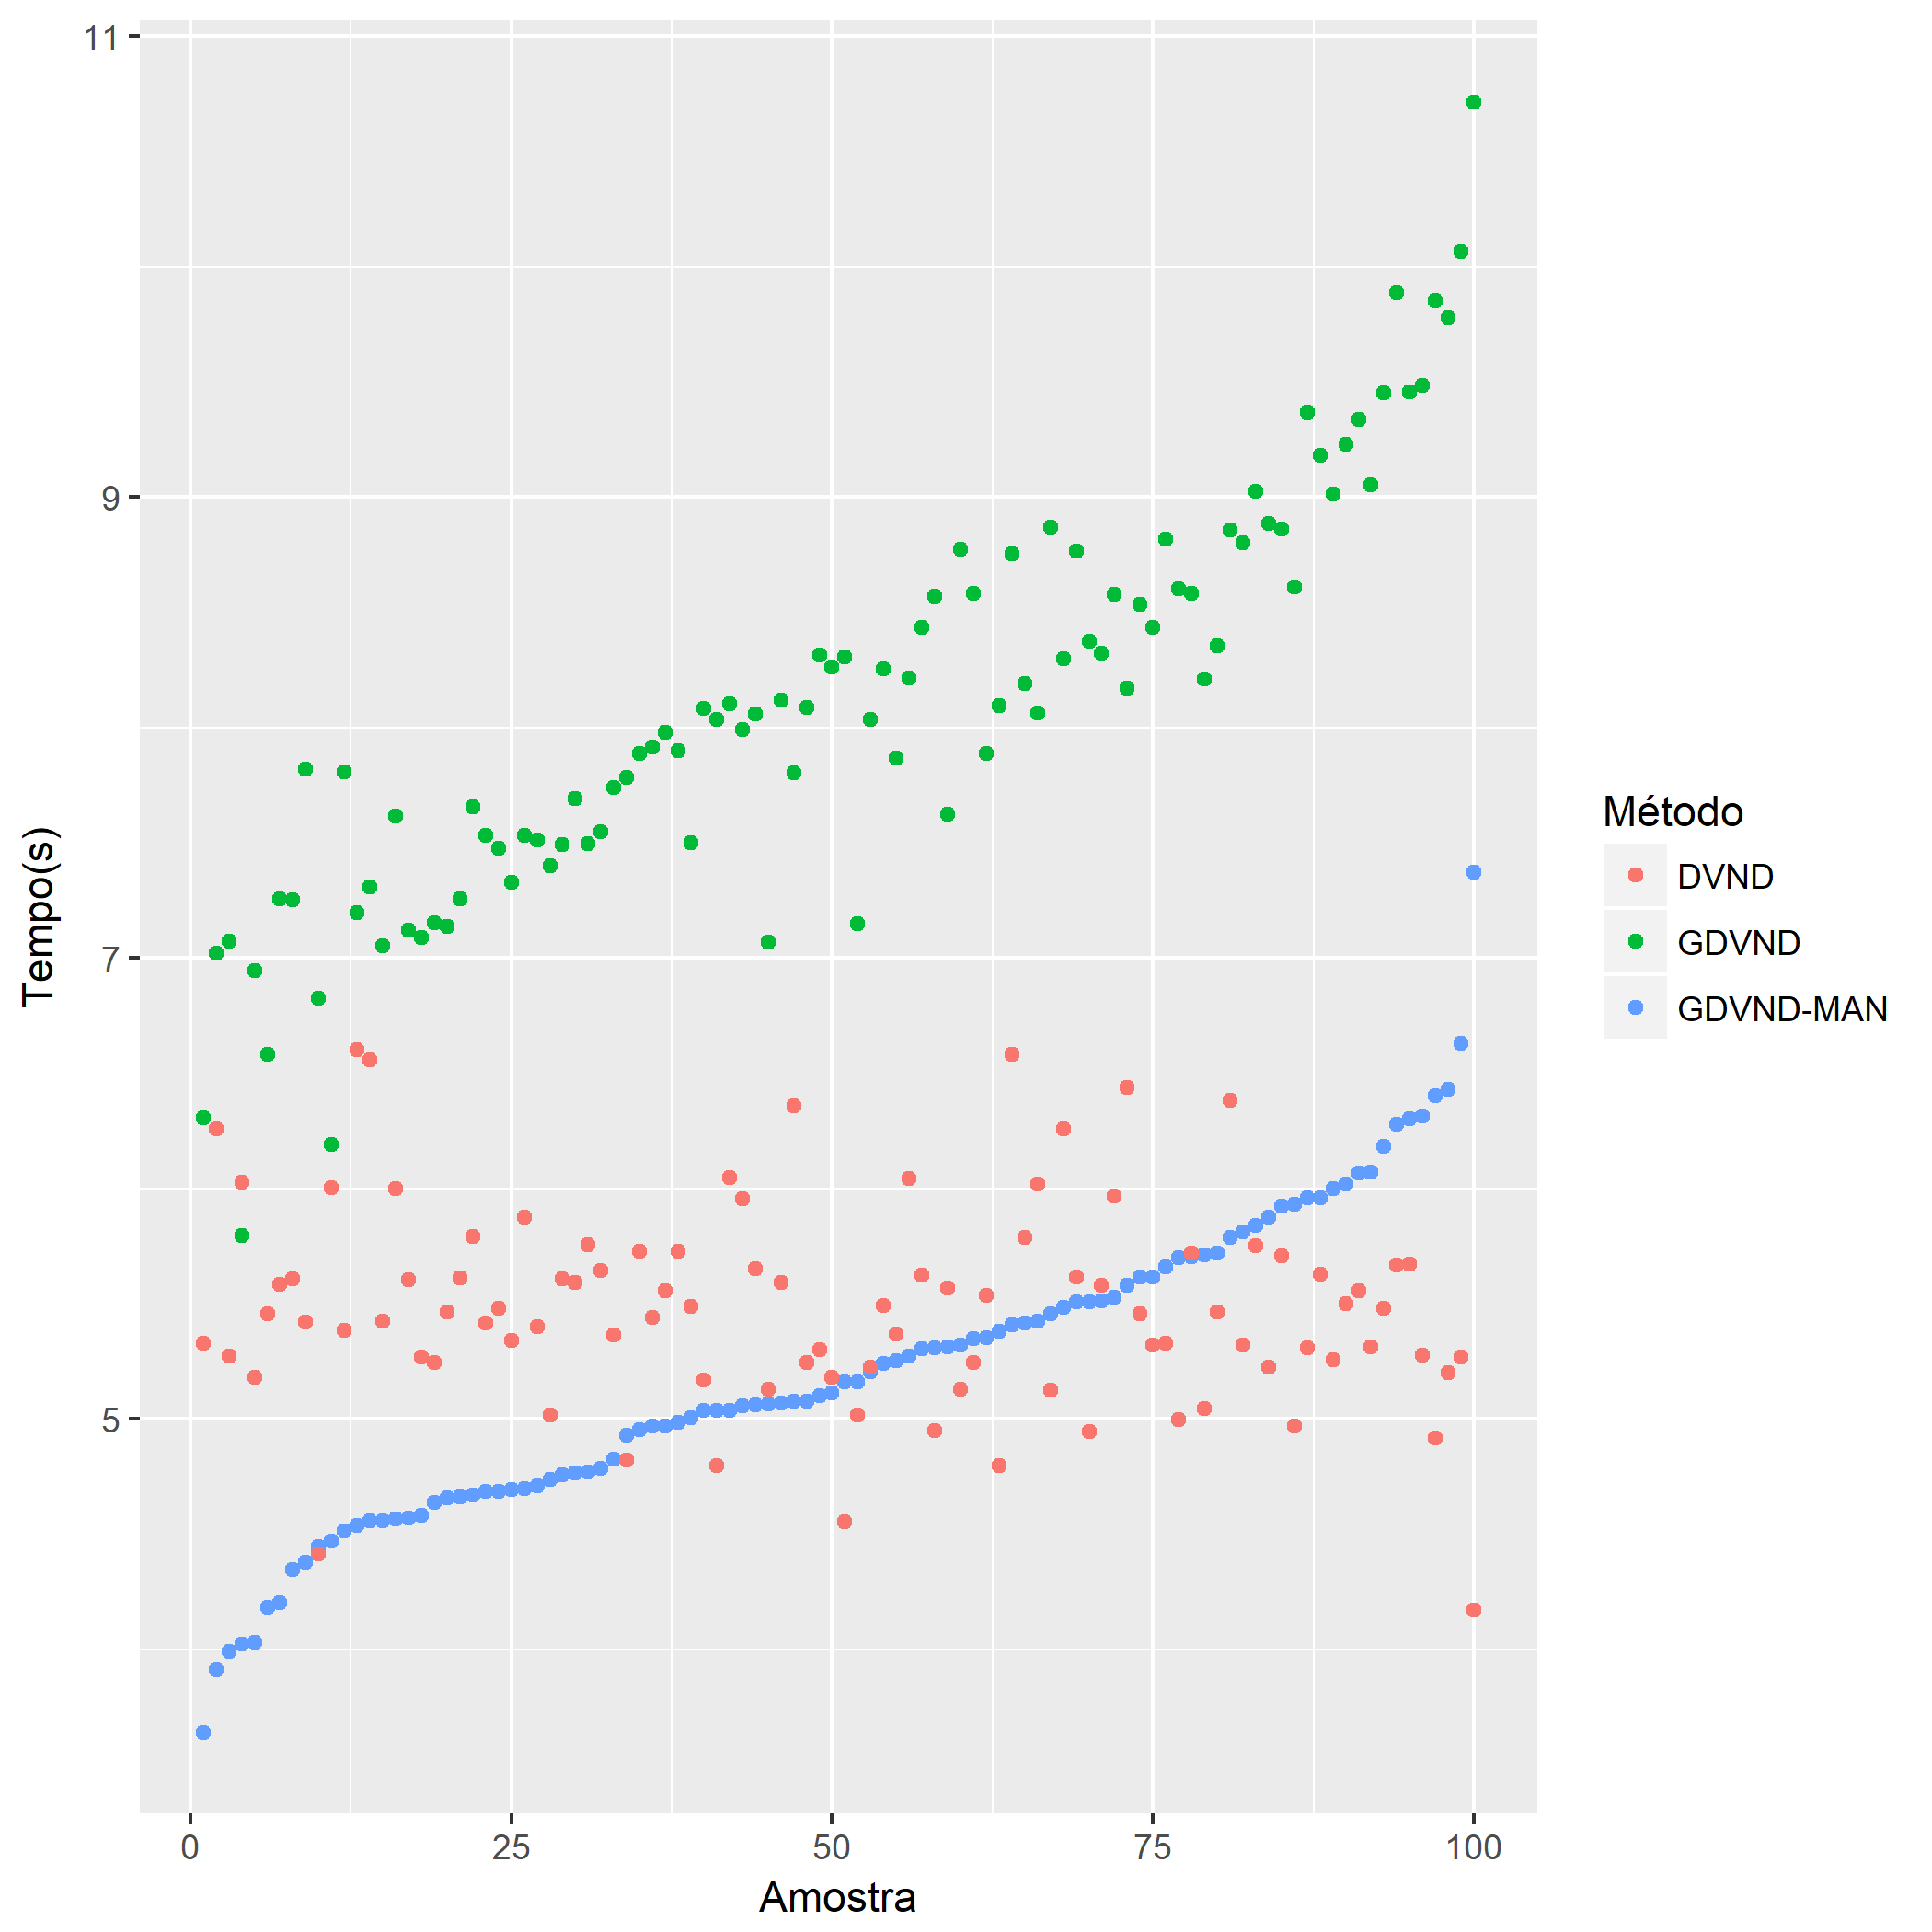 11
9
7
5
Tempo(s)
0 25 50 75 100
Amostra
Método
DVND
GDVND
GDVND-MAN